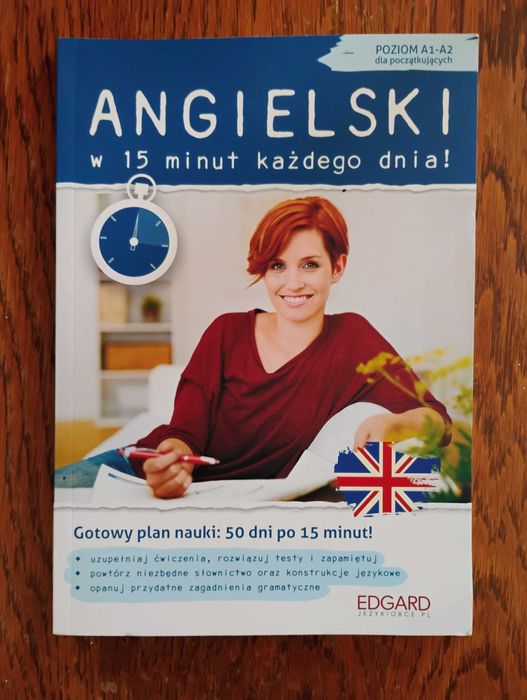 POZIOM A1-A2
dla początkujących
ANGIELSKI
w 15 minut każdego dnia!
Gotowy plan nauki: 50 dni po 15 minut!
uzupełniaj ćwiczenia, rozwiązuj testy i zapamiętuj
powtórz niezbędne słownictwo oraz konstrukcje językowe
opanuj przydatne zagadnienia gramatyczne
EDGARD
JEZYKIOBCE.PL